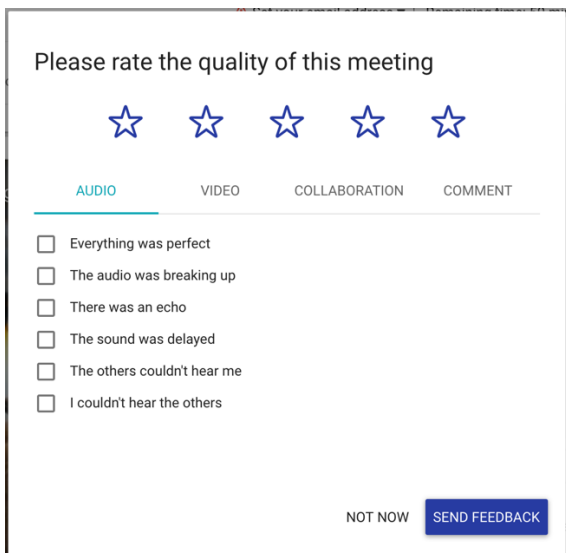 Please rate the quality of this meeting
AUDIO VIDEO COLLABORATION COMMENT
Everything was perfect
The audio was breaking up
There was an echo
The sound was delayed
The others couldn't hear me
I couldn't hear the others
NOT NOW SEND FEEDBACK